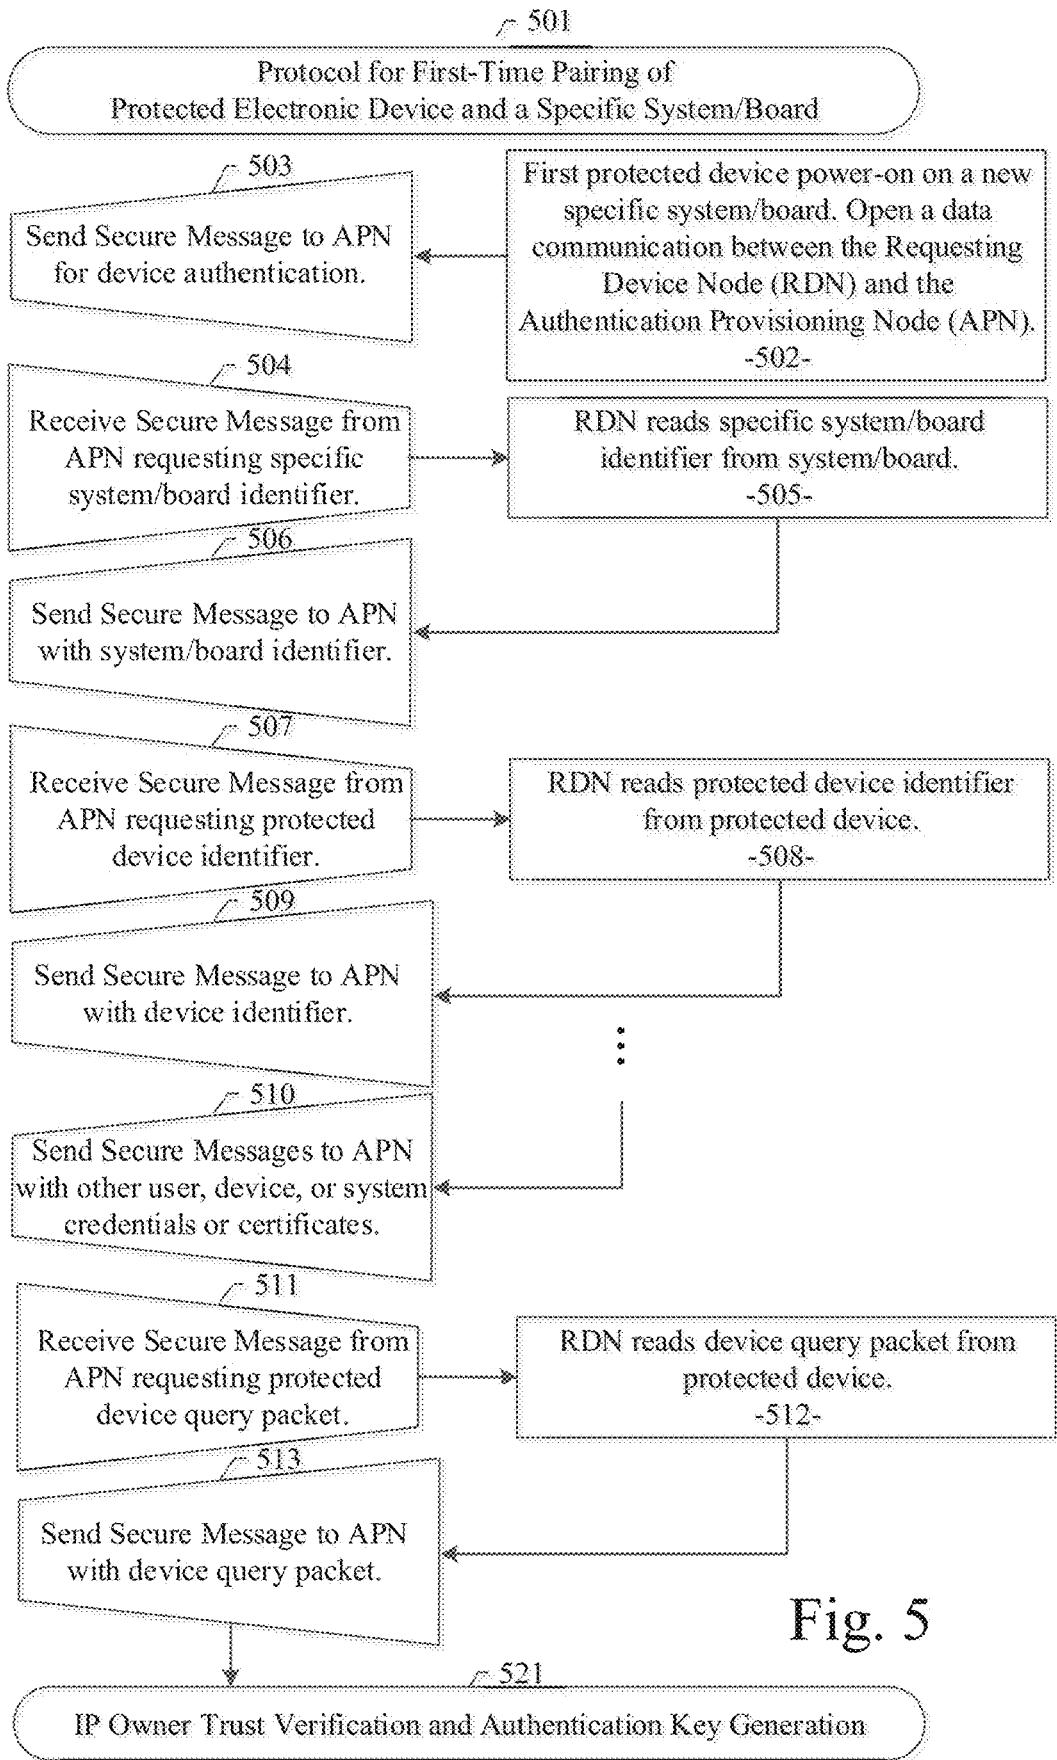 501
Protocol for First-Time Pairing of
Protected Electronic Device and a Specific System/Board
503
Send Secure Message to APN
for device authentication.
First protected device power-on on a new
specific system/board. Open a data
communication between the Requesting
Device Node (RDN) and the
Authentication Provisioning Node (APN).
-502-
504
Receive Secure Message from
APN requesting specific
system/board identifier.
RDN reads specific system/board
identifier from system/board.
-505-
506
Send Secure Message to APN
with system/board identifier.
507
Receive Secure Message from
APN requesting protected
device identifier.
RDN reads protected device identifier
from protected device.
-508-
509
Send Secure Message to APN
with device identifier.
510
Send Secure Messages to APN
with other user, device, or system
credentials or certificates.
511
Receive Secure Message from
APN requesting protected
device query packet.
RDN reads device query packet from
protected device.
-512-
513
Send Secure Message to APN
with device query packet.
Fig. 5
521
IP Owner Trust Verification and Authentication Key Generation